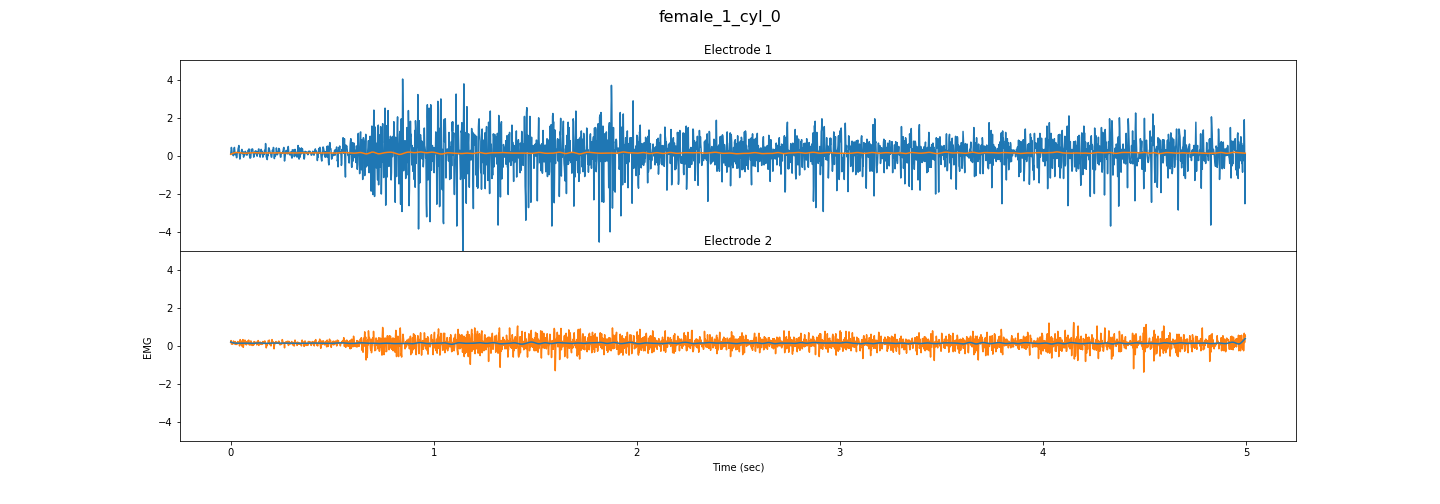 female_1_cyl_0
Electrode 1
4
2
0
−2
−4
Electrode 2
4
2
0
−2
−4
EMG
0 1 2 3 4 5
Time (sec)